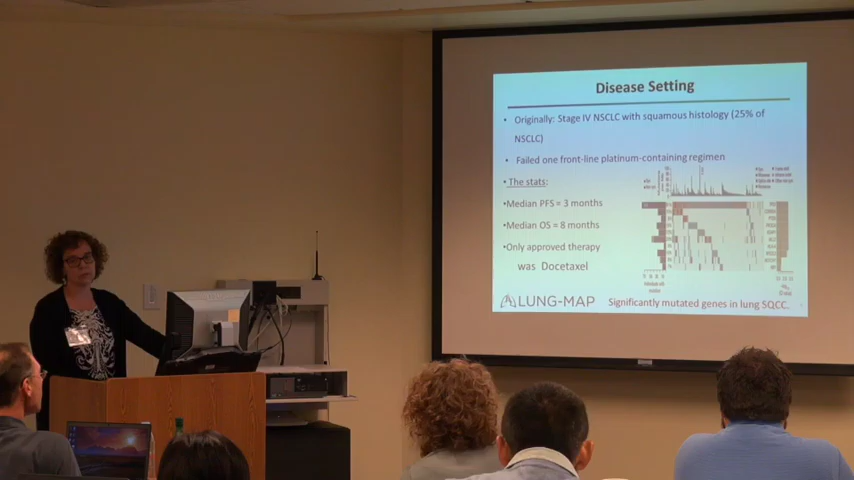 Disease Setting
• Originally: Stage IV NSCLC with squamous histology (25% of
NSCLC)
• Failed one front-line platinum-containing regimen
• The stats:
•Median PFS = 3 months
•Median OS = 8 months
•Only approved therapy
was Docetaxel
LUNG-MAP
Significantly mutated genes in lung SQCC.